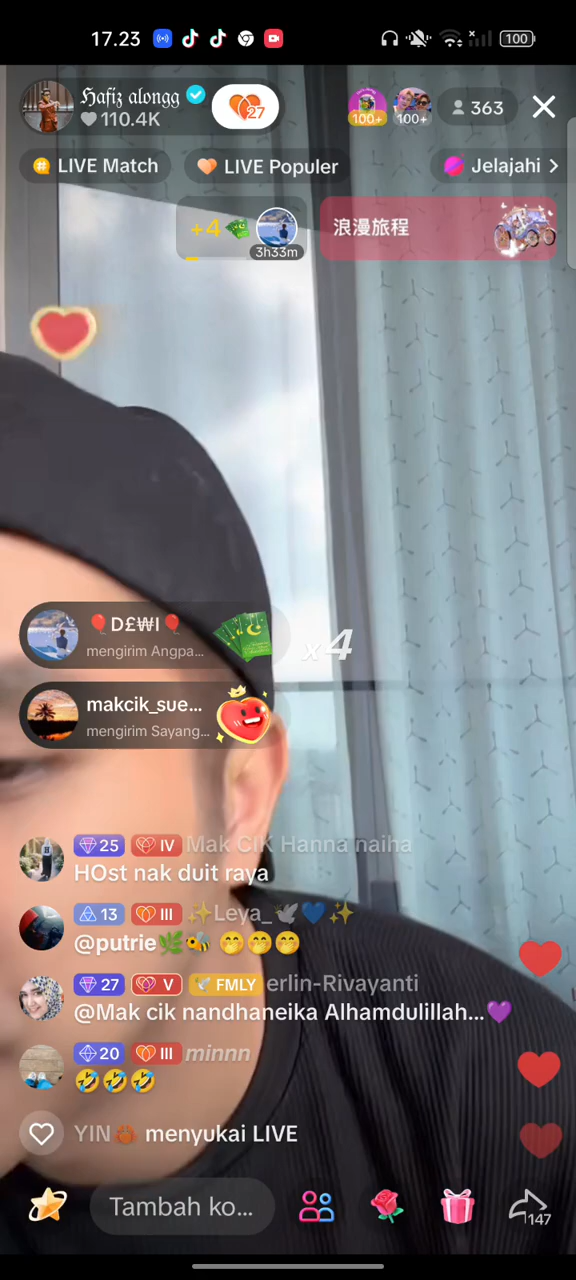 17.23
100
Hafiz alongg
110.4K
27
100+
100+
363
LIVE Match
LIVE Populer
Jelajahi
+4
3h33m
浪漫旅程
🎈D£₩I🎈
mengirim Angpa...
x4
makcik_sue...
mengirim Sayang...
25 IV Mak CIK Hanna naiha
HOst nak duit raya
13 III ✨Leya_🕊💙✨
@putrie🌿🐝 🤭🤭🤭
27 V FMLY erlin-Rivayanti
@Mak cik nandhaneika Alhamdulillah...💜
20 III minnn
🤣🤣🤣
YIN🦀 menyukai LIVE
Tambah ko...
147